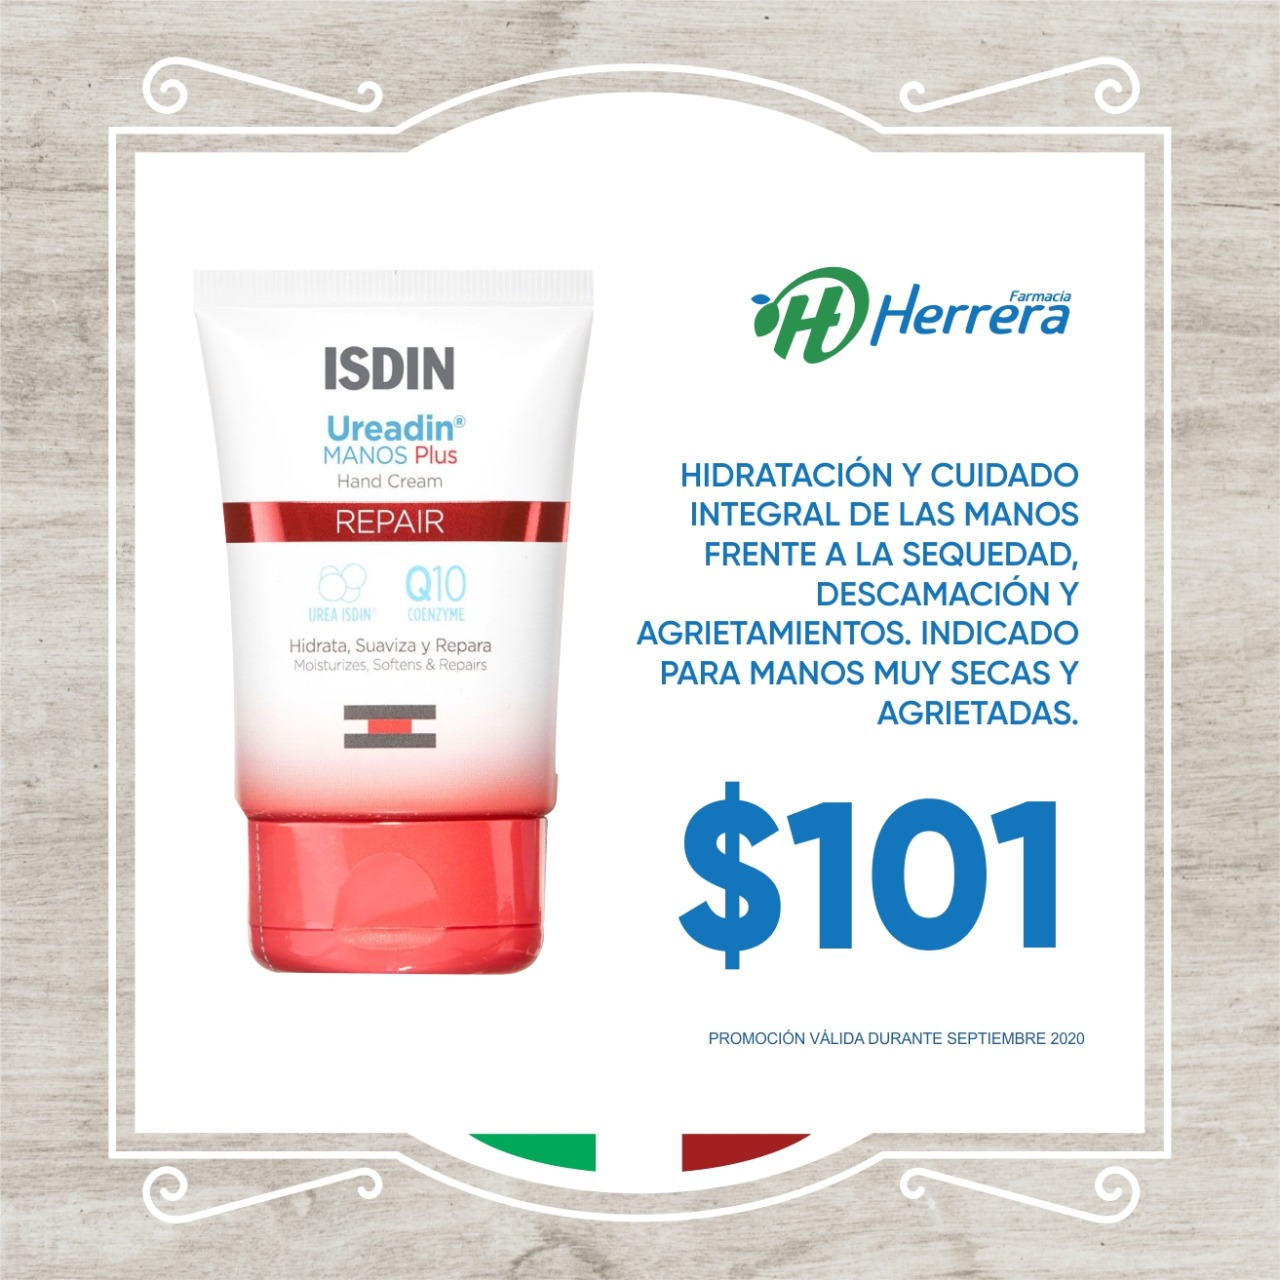 ISDIN
Ureadin®
MANOS Plus
Hand Cream
REPAIR
UREA ISDIN®
Q10
COENZYME
Hidrata, Suaviza y Repara
Moisturizes, Softens & Repairs
H
Farmacia
Herrera
HIDRATACIÓN Y CUIDADO
INTEGRAL DE LAS MANOS
FRENTE A LA SEQUEDAD,
DESCAMACIÓN Y
AGRIETAMIENTOS. INDICADO
PARA MANOS MUY SECAS Y
AGRIETADAS.
$101
PROMOCIÓN VÁLIDA DURANTE SEPTIEMBRE 2020